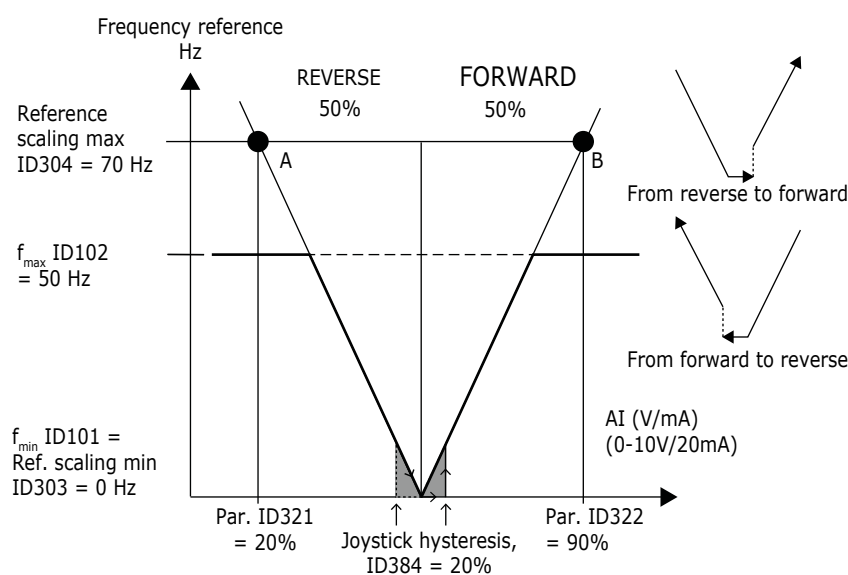 Frequency reference
Hz
REVERSE
50%
FORWARD
50%
Reference
scaling max
ID304 = 70 Hz
A
B
From reverse to forward
fmax ID102
= 50 Hz
From forward to reverse
AI (V/mA)
(0-10V/20mA)
fmin ID101 =
Ref. scaling min
ID303 = 0 Hz
Par. ID321
= 20%
Joystick hysteresis,
ID384 = 20%
Par. ID322
= 90%